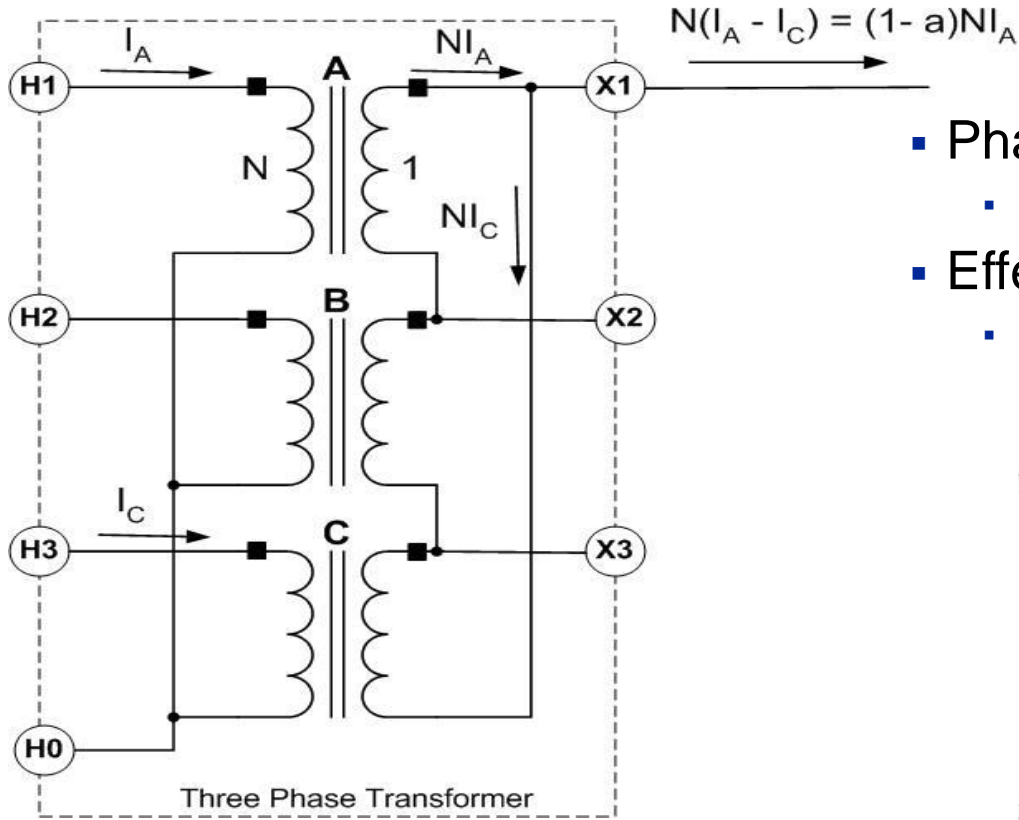 N(I_A - I_C) = (1- a)NI_A
I_A
NI_A
H1
A
X1
N
1
NI_C
B
H2
X2
I_C
C
H3
X3
H0
Three Phase Transformer